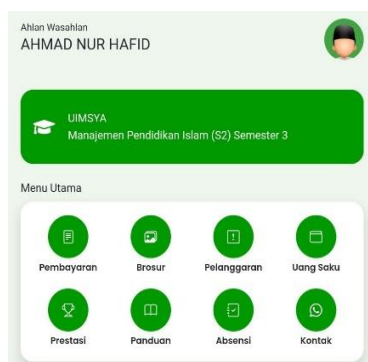 Ahlan Wasahlan
AHMAD NUR HAFID
UIMSYA
Manajemen Pendidikan Islam (S2) Semester 3
Menu Utama
Pembayaran Brosur Pelanggaran Uang Saku
Prestasi Panduan Absensi Kontak